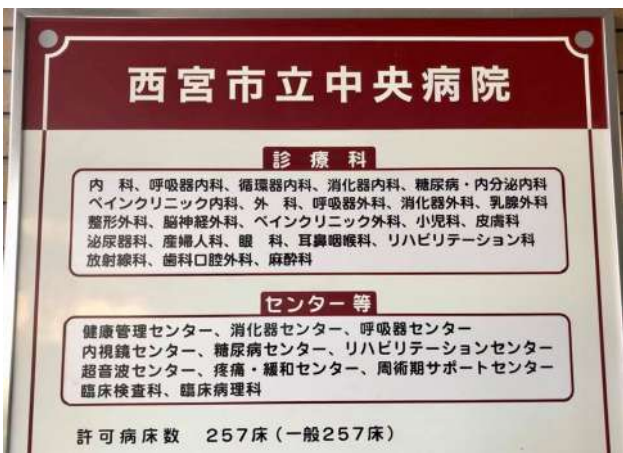 西宮市立中央病院
診療科
内　科、呼吸器内科、循環器内科、消化器内科、糖尿病・内分泌内科
ペインクリニック内科、外　科、呼吸器外科、消化器外科、乳腺外科
整形外科、脳神経外科、ペインクリニック外科、小児科、皮膚科
泌尿器科、産婦人科、眼　科、耳鼻咽喉科、リハビリテーション科
放射線科、歯科口腔外科、麻酔科
センター等
健康管理センター、消化器センター、呼吸器センター
内視鏡センター、糖尿病センター、リハビリテーションセンター
超音波センター、疼痛・緩和センター、周術期サポートセンター
臨床検査科、臨床病理科
許可病床数　257床（一般257床）